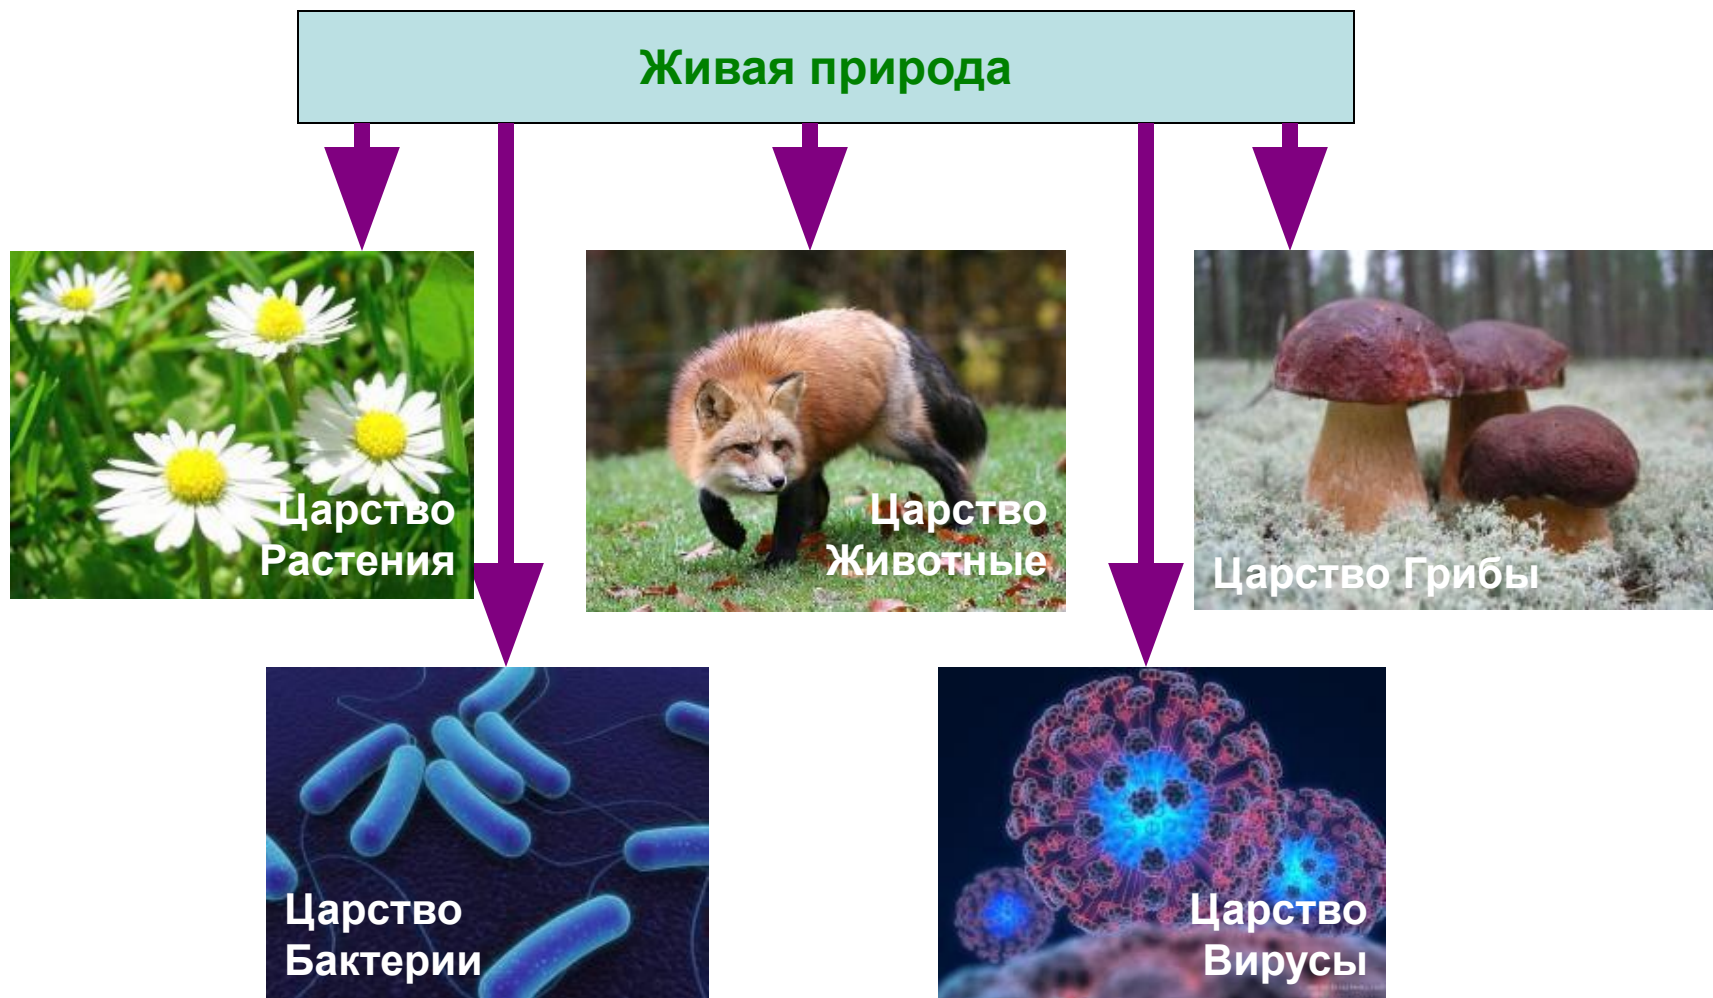 Живая природа
Царство
Растения
Царство
Животные
Царство Грибы
Царство
Бактерии
Царство
Вирусы